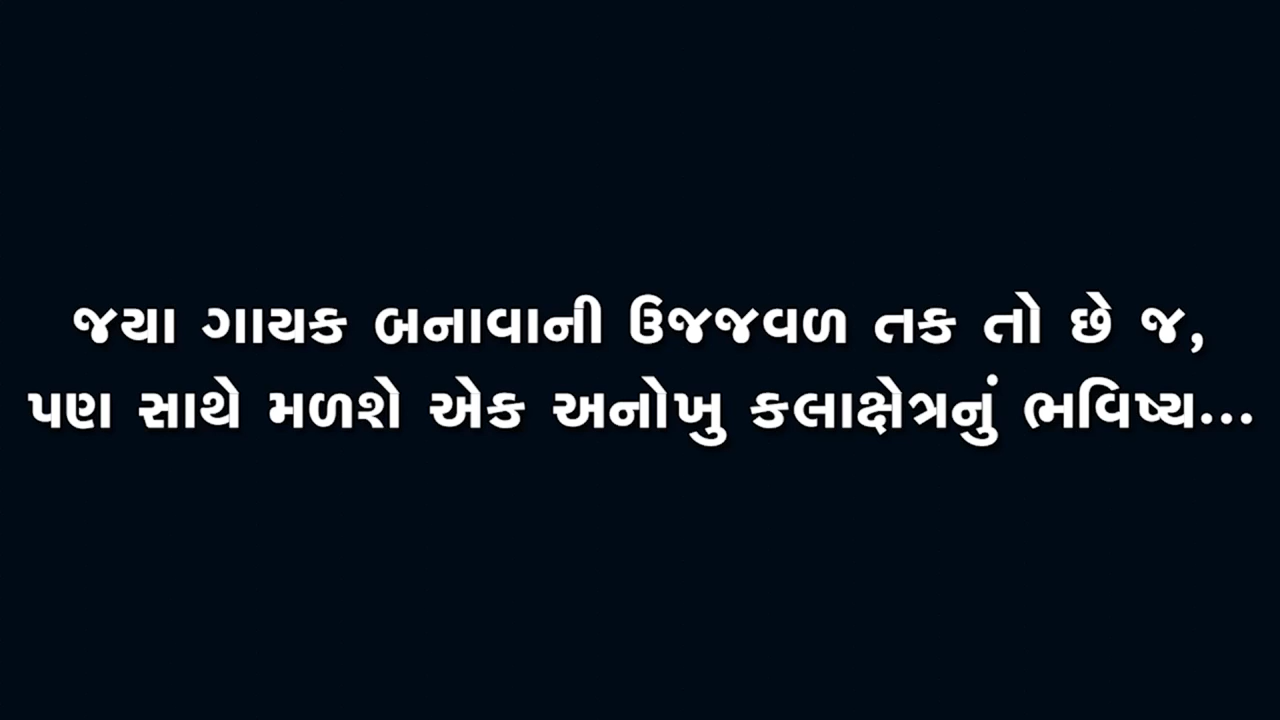 જયા ગાયક બનાવાની ઉજજવળ તક તો છે જ,
પણ સાથે મળશે એક અનોખુ કલાક્ષેત્રનું ભવિષ્ય...